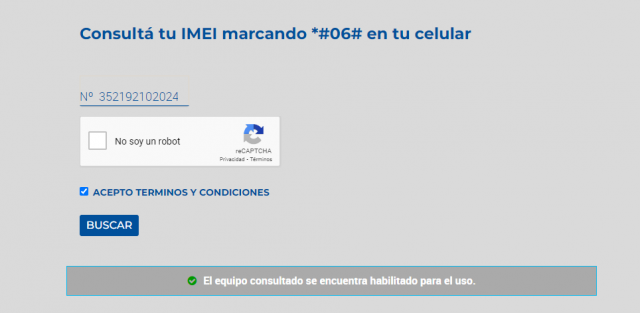 Consultá tu IMEI marcando *#06# en tu celular
Nº 352192102024
No soy un robot
reCAPTCHA
Privacidad - Términos
ACEPTO TERMINOS Y CONDICIONES
BUSCAR
El equipo consultado se encuentra habilitado para el uso.